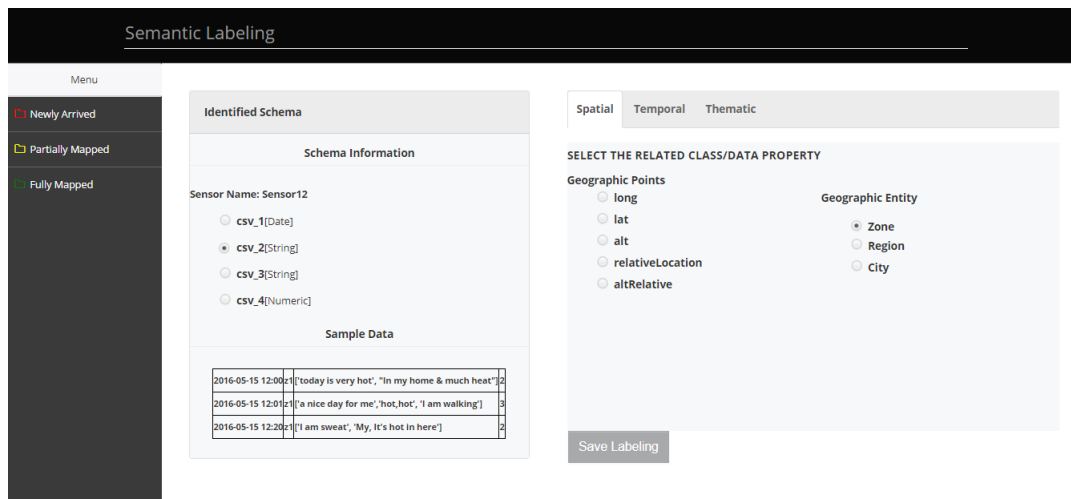 Semantic Labeling
Menu
Newly Arrived
Partially Mapped
Fully Mapped
Identified Schema
Schema Information
Sensor Name: Sensor12
csv_1[Date]
csv_2[String]
csv_3[String]
csv_4[Numeric]
Sample Data
2016-05-15 12:00 z1 ['today is very hot', "In my home & much heat"] 2
2016-05-15 12:01 z1 ['a nice day for me','hot,hot', 'I am walking'] 3
2016-05-15 12:20 z1 ['I am sweat', 'My, It's hot in here'] 2
Spatial Temporal Thematic
SELECT THE RELATED CLASS/DATA PROPERTY
Geographic Points
long
lat
alt
relativeLocation
altRelative
Geographic Entity
Zone
Region
City
Save Labeling